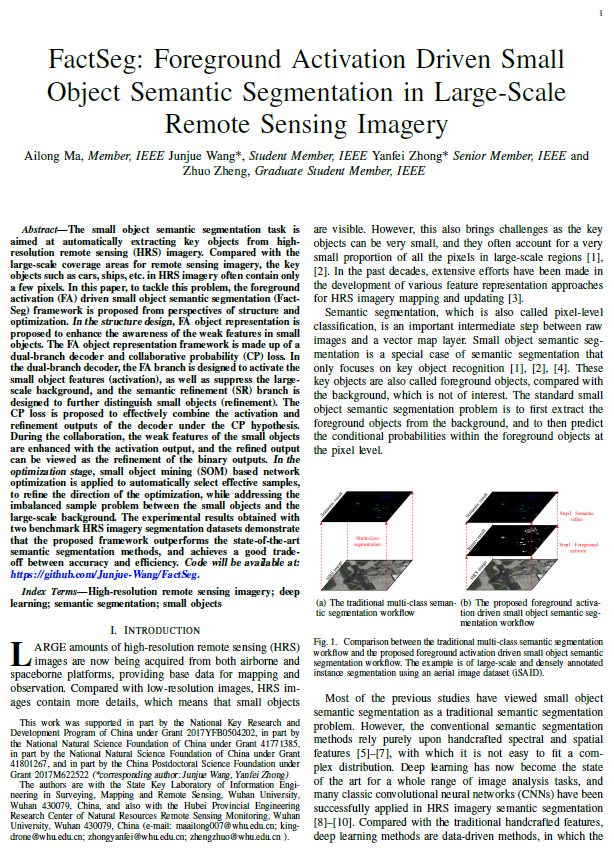 1
FactSeg: Foreground Activation Driven Small
Object Semantic Segmentation in Large-Scale
Remote Sensing Imagery
Ailong Ma, Member, IEEE Junjue Wang*, Student Member, IEEE Yanfei Zhong* Senior Member, IEEE and
Zhuo Zheng, Graduate Student Member, IEEE
Abstract—The small object semantic segmentation task is
aimed at automatically extracting key objects from high-
resolution remote sensing (HRS) imagery. Compared with the
large-scale coverage areas for remote sensing imagery, the key
objects such as cars, ships, etc. in HRS imagery often contain only
a few pixels. In this paper, to tackle this problem, the foreground
activation (FA) driven small object semantic segmentation (Fact-
Seg) framework is proposed from perspectives of structure and
optimization. In the structure design, FA object representation is
proposed to enhance the awareness of the weak features in small
objects. The FA object representation framework is made up of a
dual-branch decoder and collaborative probability (CP) loss. In
the dual-branch decoder, the FA branch is designed to activate the
small object features (activation), as well as suppress the large-
scale background, and the semantic refinement (SR) branch is
designed to further distinguish small objects (refinement). The
CP loss is proposed to effectively combine the activation and
refinement outputs of the decoder under the CP hypothesis.
During the collaboration, the weak features of the small objects
are enhanced with the activation output, and the refined output
can be viewed as the refinement of the binary outputs. In the
optimization stage, small object mining (SOM) based network
optimization is applied to automatically select effective samples,
to refine the direction of the optimization, while addressing the
imbalanced sample problem between the small objects and the
large-scale background. The experimental results obtained with
two benchmark HRS imagery segmentation datasets demonstrate
that the proposed framework outperforms the state-of-the-art
semantic segmentation methods, and achieves a good trade-
off between accuracy and efficiency. Code will be available at:
https://github.com/Junjue-Wang/FactSeg.
Index Terms—High-resolution remote sensing imagery; deep
learning; semantic segmentation; small objects
I. INTRODUCTION
LARGE amounts of high-resolution remote sensing (HRS)
images are now being acquired from both airborne and
spaceborne platforms, providing base data for mapping and
observation. Compared with low-resolution images, HRS im-
ages contain more details, which means that small objects
This work was supported in part by the National Key Research and
Development Program of China under Grant 2017YFB0504202, in part by
the National Natural Science Foundation of China under Grant 41771385,
in part by the National Natural Science Foundation of China under Grant
41801267, and in part by the China Postdoctoral Science Foundation under
Grant 2017M622522 (*corresponding author: Junjue Wang, Yanfei Zhong)
The authors are with the State Key Laboratory of Information Engi-
neering in Surveying, Mapping and Remote Sensing, Wuhan University,
Wuhan 430079, China, and also with the Hubei Provincial Engineering
Research Center of Natural Resources Remote Sensing Monitoring, Wuhan
University, Wuhan 430079, China (e-mail: maailong007@whu.edu.cn; king-
drone@whu.edu.cn; zhongyanfei@whu.edu.cn; zhengzhuo@whu.edu.cn ).
are visible. However, this also brings challenges as the key
objects can be very small, and they often account for a very
small proportion of all the pixels in large-scale regions [1],
[2]. In the past decades, extensive efforts have been made in
the development of various feature representation approaches
for HRS imagery mapping and updating [3].
Semantic segmentation, which is also called pixel-level
classification, is an important intermediate step between raw
images and a vector map layer. Small object semantic seg-
mentation is a special case of semantic segmentation that
only focuses on key object recognition [1], [2], [4]. These
key objects are also called foreground objects, compared with
the background, which is not of interest. The standard small
object semantic segmentation problem is to first extract the
foreground objects from the background, and to then predict
the conditional probabilities within the foreground objects at
the pixel level.
Multi-class
segmentation
Step2. Semantic
refine
Step1. Foreground
activate
(a) The traditional multi-class seman-
tic segmentation workflow
(b) The proposed foreground activa-
tion driven small object semantic seg-
mentation workflow
Fig. 1. Comparison between the traditional multi-class semantic segmentation
workflow and the proposed foreground activation driven small object semantic
segmentation workflow. The example is of large-scale and densely annotated
instance segmentation using an aerial image dataset (iSAID).
Most of the previous studies have viewed small object
semantic segmentation as a traditional semantic segmentation
problem. However, the conventional semantic segmentation
methods rely purely upon handcrafted spectral and spatial
features [5]–[7], with which it is not easy to fit a com-
plex distribution. Deep learning has now become the state
of the art for a whole range of image analysis tasks, and
many classic convolutional neural networks (CNNs) have been
successfully applied in HRS imagery semantic segmentation
[8]–[10]. Compared with the traditional handcrafted features,
deep learning methods are data-driven methods, in which the